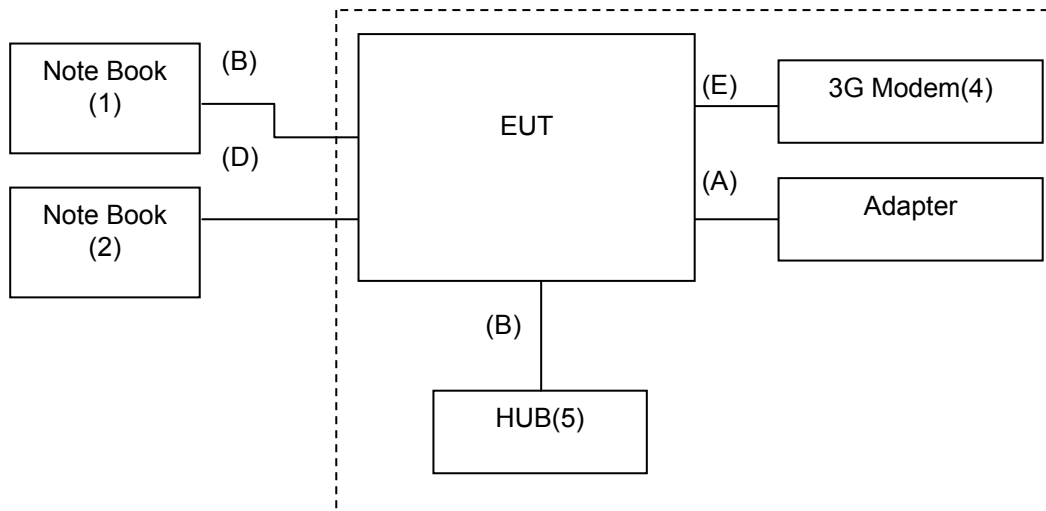 Note Book
(1)
(B)
(D)
Note Book
(2)
EUT
(E)
3G Modem(4)
(A)
Adapter
(B)
HUB(5)